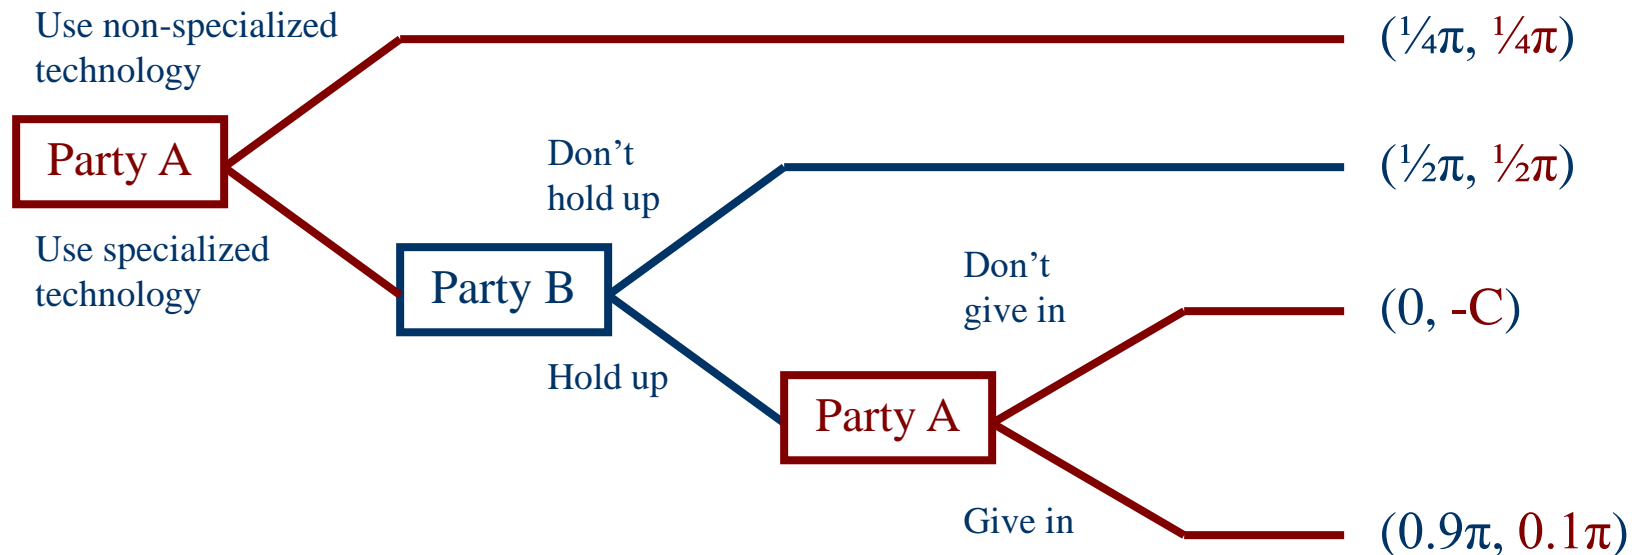 Use non-specialized
technology
(¼π, ¼π)
Party A
Don’t
hold up
(½π, ½π)
Use specialized
technology
Party B
Don’t
give in
(0, -C)
Hold up
Party A
Give in
(0.9π, 0.1π)